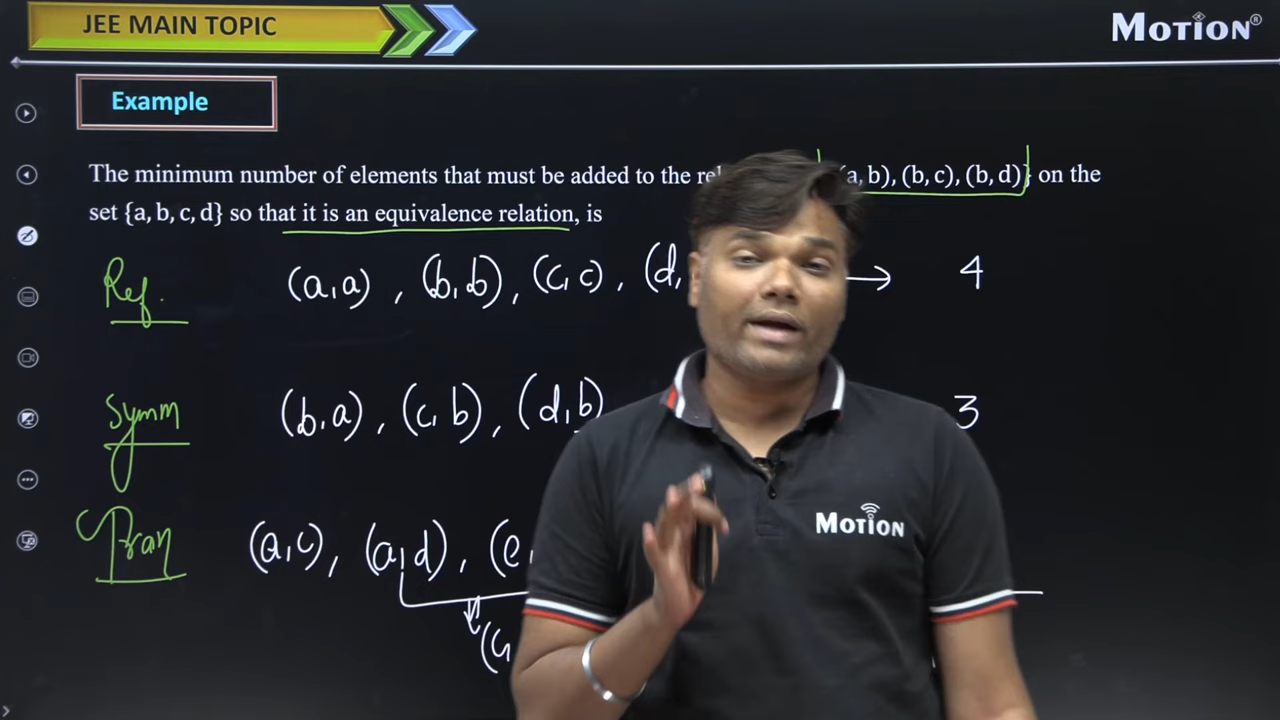 JEE MAIN TOPIC
MOTION®
Example
The minimum number of elements that must be added to the a, b), (b, c), (b, d)} on the
set {a, b, c, d} so that it is an equivalence relation, is
Ref. (a,a) , (b,b) , (c,c) , (d, → 4
Symm (b,a) , (c,b) , (d,b) 3
Tran (a,c) , (a,d) ,
MOTION